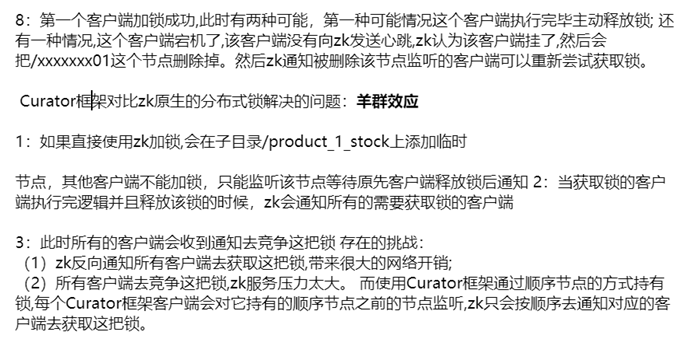 8：第一个客户端加锁成功,此时有两种可能，第一种可能情况这个客户端执行完毕主动释放锁; 还
有一种情况,这个客户端宕机了,该客户端没有向zk发送心跳,zk认为该客户端挂了,然后会
把/xxxxxxx01这个节点删除掉。然后zk通知被删除该节点监听的客户端可以重新尝试获取锁。
Curator框架对比zk原生的分布式锁解决的问题：羊群效应
1：如果直接使用zk加锁,会在子目录/product_1_stock上添加临时
节点，其他客户端不能加锁，只能监听该节点等待原先客户端释放锁后通知 2：当获取锁的客户
端执行完逻辑并且释放该锁的时候，zk会通知所有的需要获取锁的客户端
3：此时所有的客户端会收到通知去竞争这把锁 存在的挑战：
（1）zk反向通知所有客户端去获取这把锁,带来很大的网络开销;
（2）所有客户端去竞争这把锁,zk服务压力太大。 而使用Curator框架通过顺序节点的方式持有
锁,每个Curator框架客户端会对它持有的顺序节点之前的节点监听,zk只会按顺序去通知对应的客
户端去获取这把锁。